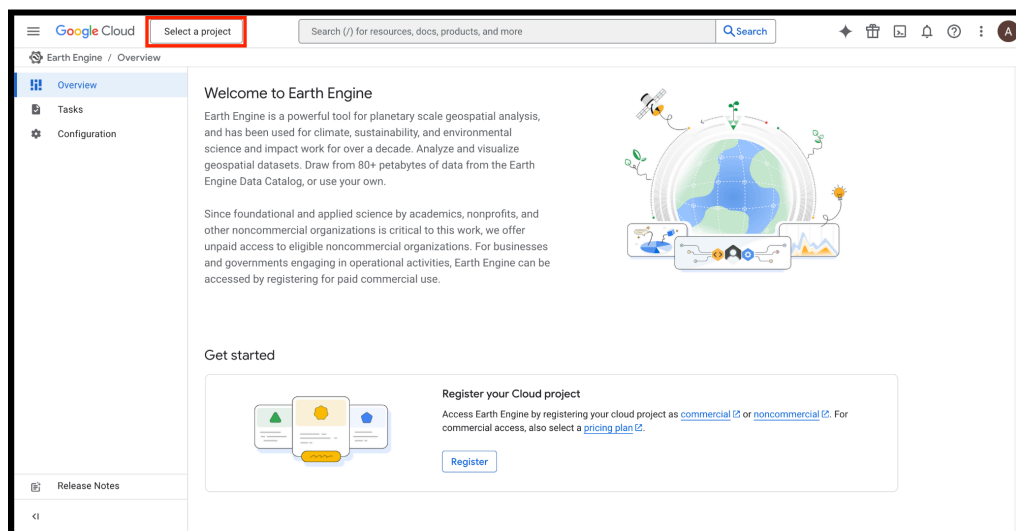 Google Cloud
Select a project
Search (/) for resources, docs, products, and more
Search
A
Earth Engine / Overview
Overview
Tasks
Configuration
Welcome to Earth Engine
Earth Engine is a powerful tool for planetary scale geospatial analysis,
and has been used for climate, sustainability, and environmental
science and impact work for over a decade. Analyze and visualize
geospatial datasets. Draw from 80+ petabytes of data from the Earth
Engine Data Catalog, or use your own.
Since foundational and applied science by academics, nonprofits, and
other noncommercial organizations is critical to this work, we offer
unpaid access to eligible noncommercial organizations. For businesses
and governments engaging in operational activities, Earth Engine can be
accessed by registering for paid commercial use.
Get started
Register your Cloud project
Access Earth Engine by registering your cloud project as commercial or noncommercial. For
commercial access, also select a pricing plan.
Register
Release Notes